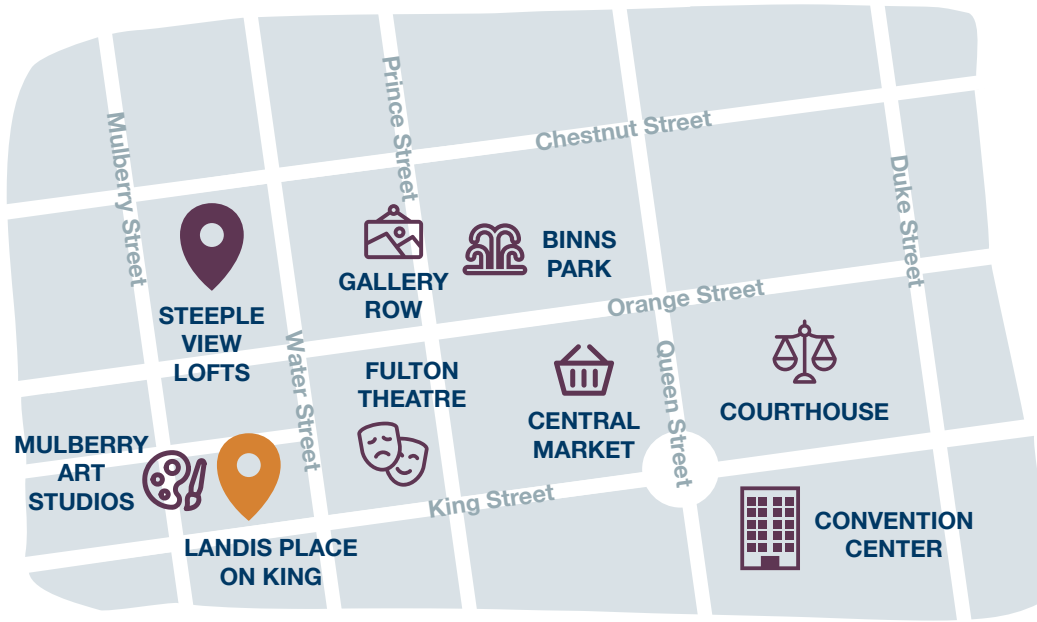 Mulberry Street
Prince Street
Chestnut Street
Duke Street
STEEPLE
VIEW
LOFTS
GALLERY
ROW
BINNS
PARK
Orange Street
Water Street
FULTON
THEATRE
Queen Street
CENTRAL
MARKET
COURTHOUSE
MULBERRY
ART
STUDIOS
King Street
LANDIS PLACE
ON KING
CONVENTION
CENTER